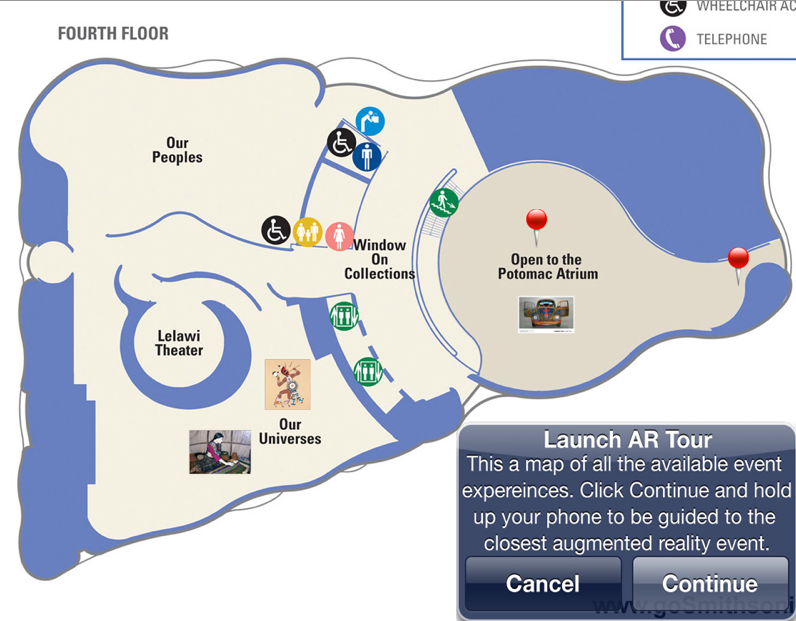 WHEELCHAIR AC
TELEPHONE
FOURTH FLOOR
Our
Peoples
Window
On
Collections
Open to the
Potomac Atrium
Lelawi
Theater
Our
Universes
Launch AR Tour
This a map of all the available event
expereinces. Click Continue and hold
up your phone to be guided to the
closest augmented reality event.
Cancel
Continue
www.goSmithsoni